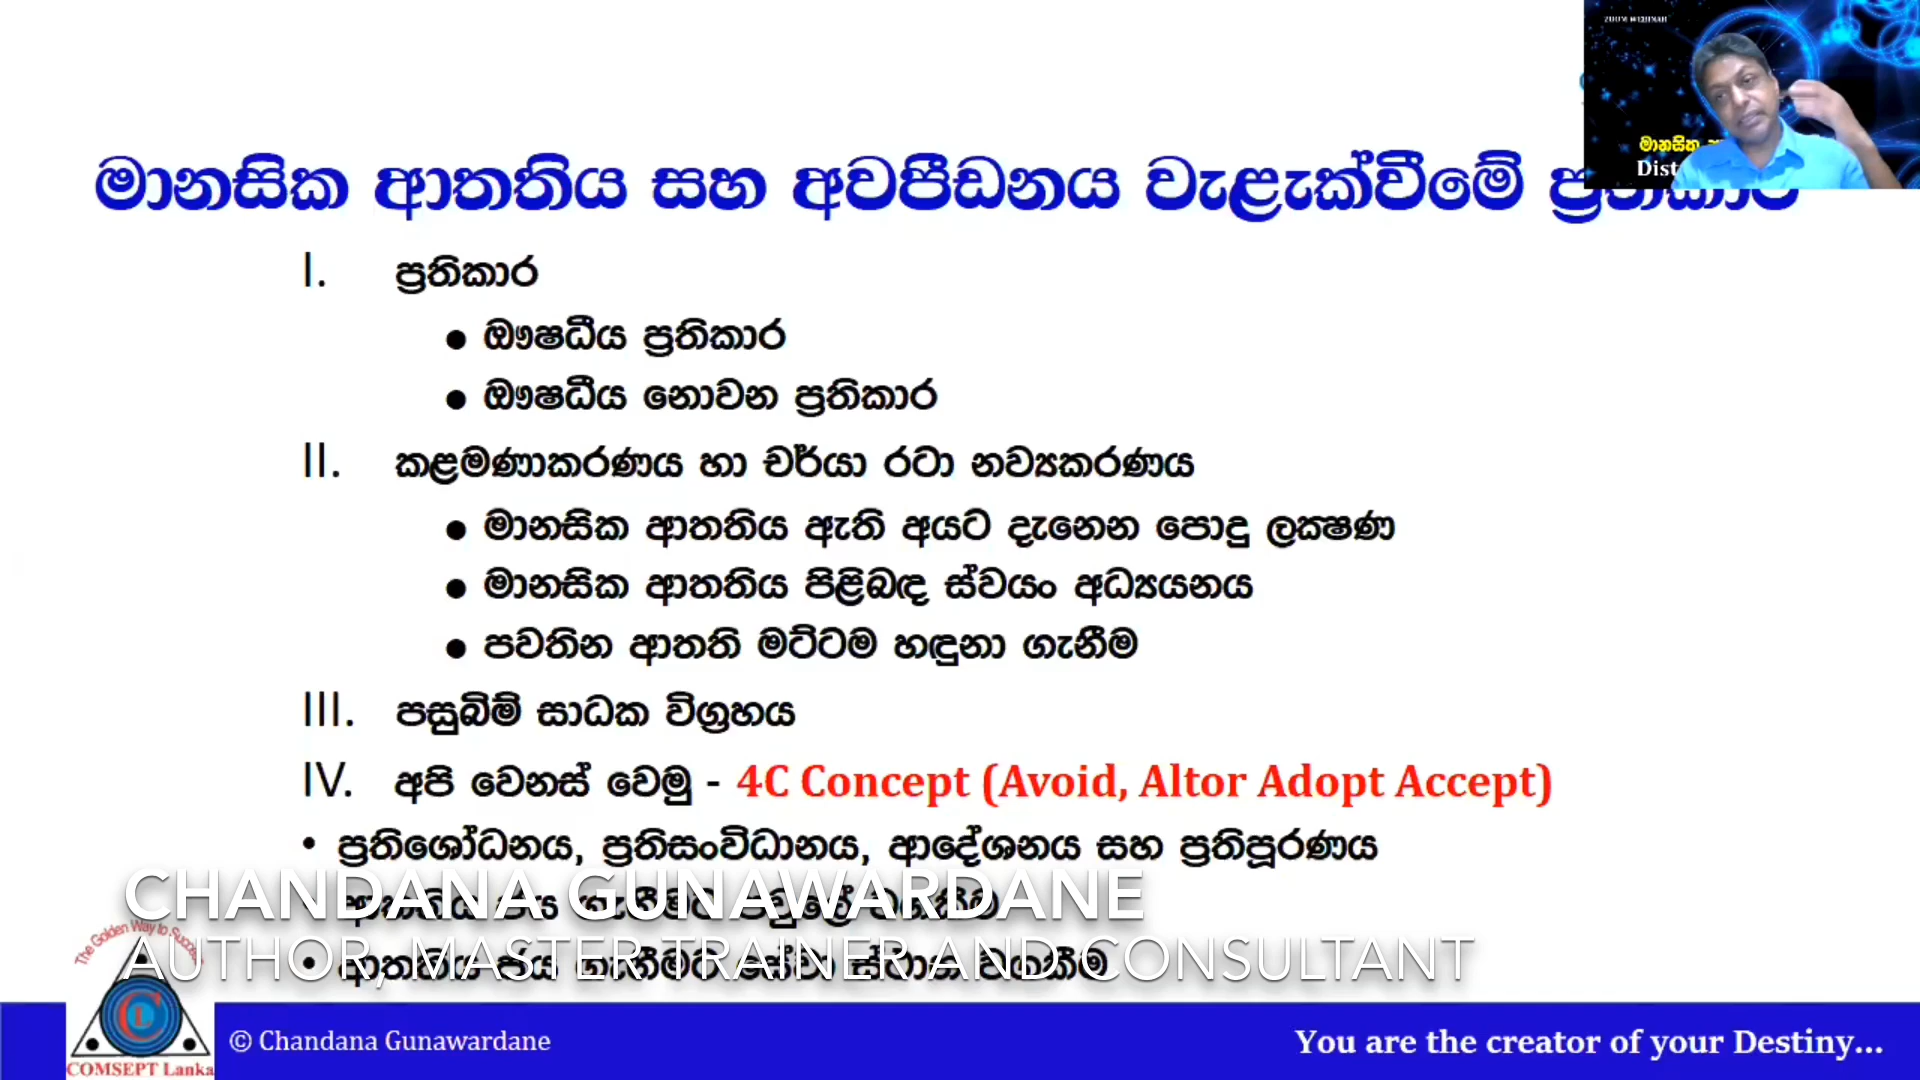 ZOOM WEBINAR
මානසික
මානසික ආතතිය සහ අවපීඩනය වැළැක්වීමේ ප්‍රතිකාර
I. ප්‍රතිකාර
● ඖෂධීය ප්‍රතිකාර
● ඖෂධීය නොවන ප්‍රතිකාර
II. කළමණාකරණය හා චර්යා රටා නව්‍යකරණය
● මානසික ආතතිය ඇති අයට දැනෙන පොදු ලක්‍ෂණ
● මානසික ආතතිය පිළිබඳ ස්වයං අධ්‍යයනය
● පවතින ආතති මට්ටම හඳුනා ගැනීම
III. පසුබිම් සාධක විග්‍රහය
IV. අපි වෙනස් වෙමු - 4C Concept (Avoid, Altor Adopt Accept)
• ප්‍රතිශෝධනය, ප්‍රතිසංවිධානය, ආදේශනය සහ ප්‍රතිපූරණය
CHANDANA GUNAWARDANE
AUTHOR, MASTER TRAINER AND CONSULTANT
The Golden Way to
COMSEPT Lanka
© Chandana Gunawardane
You are the creator of your Destiny...